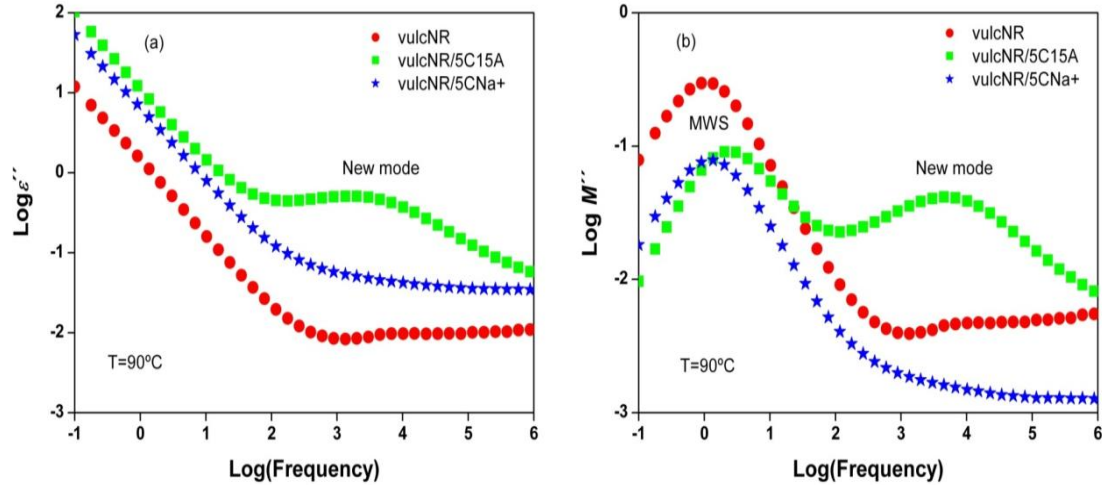 (a)
vulcNR
vulcNR/5C15A
vulcNR/5CNa+
New mode
T=90ºC
Log ε´´
2
1
0
-1
-2
-3
-1
0
1
2
3
4
5
6
Log(Frequency)
(b)
vulcNR
vulcNR/5C15A
vulcNR/5CNa+
MWS
New mode
T=90ºC
Log M´´
0
-1
-2
-3
-1
0
1
2
3
4
5
6
Log(Frequency)